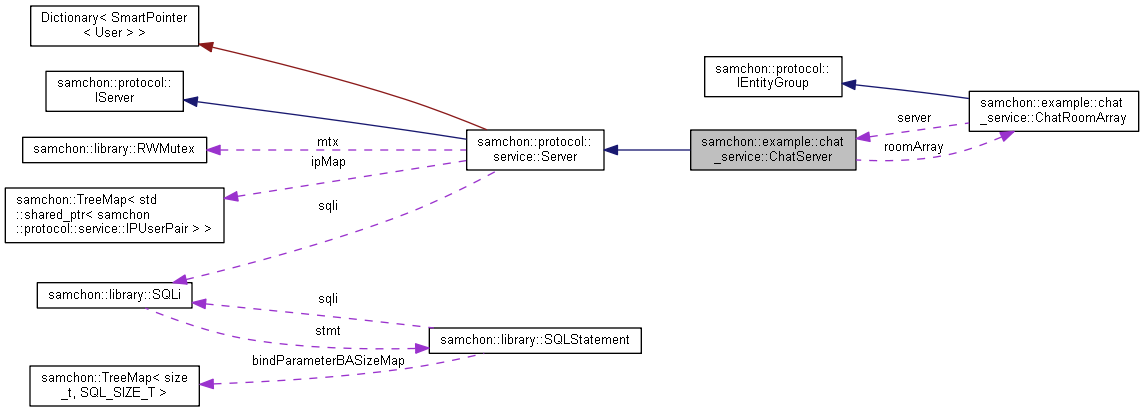 Dictionary< SmartPointer
< User > >
samchon::protocol::
IServer
samchon::library::RWMutex
samchon::TreeMap< std
::shared_ptr< samchon
::protocol::service::IPUserPair > >
samchon::library::SQLi
samchon::TreeMap< size
_t, SQL_SIZE_T >
mtx
ipMap
sqli
sqli
stmt
bindParameterBASizeMap
samchon::protocol::
service::Server
samchon::library::SQLStatement
samchon::protocol::
IEntityGroup
samchon::example::chat
_service::ChatServer
server
roomArray
samchon::example::chat
_service::ChatRoomArray